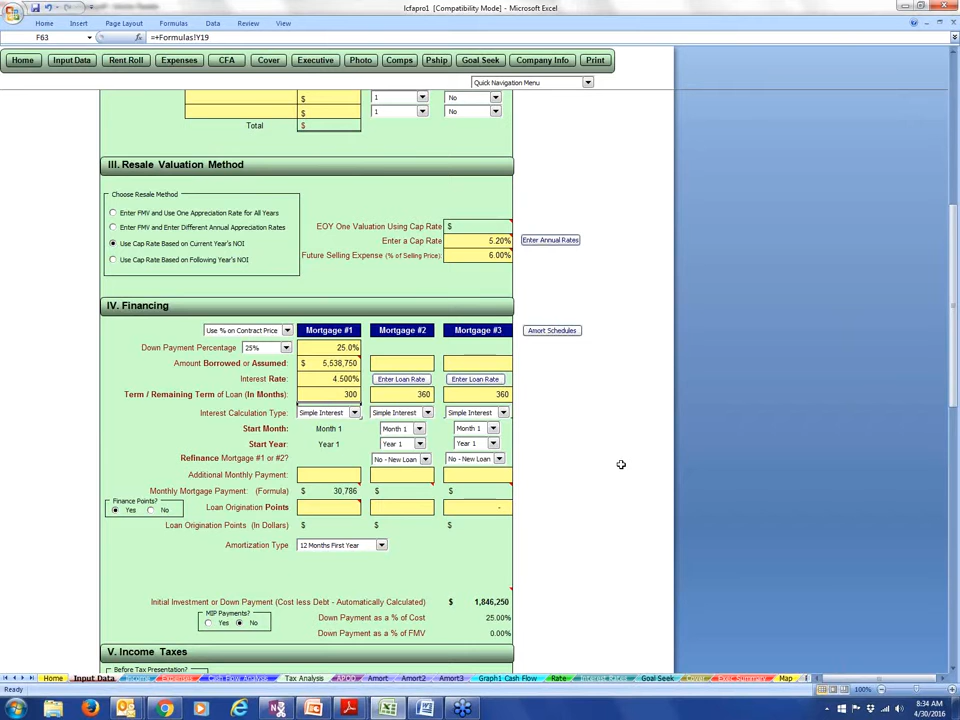 lcfapro1 [Compatibility Mode] - Microsoft Excel
Home Insert Page Layout Formulas Data Review View
F63 fx =+Formulas!Y19
Home Input Data Rent Roll Expenses CFA Cover Executive Photo Comps Pship Goal Seek Company Info Print
Quick Navigation Menu
$ 1 No
$ 1 No
Total $
III. Resale Valuation Method
Choose Resale Method
Enter FMV and Use One Appreciation Rate for All Years
Enter FMV and Enter Different Annual Appreciation Rates
EOY One Valuation Using Cap Rate $
Use Cap Rate Based on Current Year's NOI Enter a Cap Rate 5.20% Enter Annual Rates
Use Cap Rate Based on Following Year's NOI Future Selling Expense (% of Selling Price): 6.00%
IV. Financing
Use % on Contract Price Mortgage #1 Mortgage #2 Mortgage #3 Amort Schedules
Down Payment Percentage 25% 25.0%
Amount Borrowed or Assumed: $ 5,538,750
Interest Rate: 4.500% Enter Loan Rate Enter Loan Rate
Term / Remaining Term of Loan (In Months) 300 360 360
Interest Calculation Type: Simple Interest Simple Interest Simple Interest
Start Month: Month 1 Month 1 Month 1
Start Year: Year 1 Year 1 Year 1
Refinance Mortgage #1 or #2? No - New Loan No - New Loan
Additional Monthly Payment:
Monthly Mortgage Payment: (Formula) $ 30,786 $ $
Finance Points? Yes No Loan Origination Points -
Loan Origination Points (In Dollars) $ $ $
Amortization Type 12 Months First Year
Initial Investment or Down Payment (Cost less Debt - Automatically Calculated) $ 1,846,250
MIP Payments? Yes No Down Payment as a % of Cost 25.00%
Down Payment as a % of FMV 0.00%
V. Income Taxes
Before Tax Presentation?
Home Input Data Income Expenses Cash Flow Analysis Tax Analysis APOD Amort Amort2 Amort3 Graph1 Cash Flow Rate Interest Rates Goal Seek Cover Exec Summary Map
Ready 100%
8:34 AM
4/30/2016